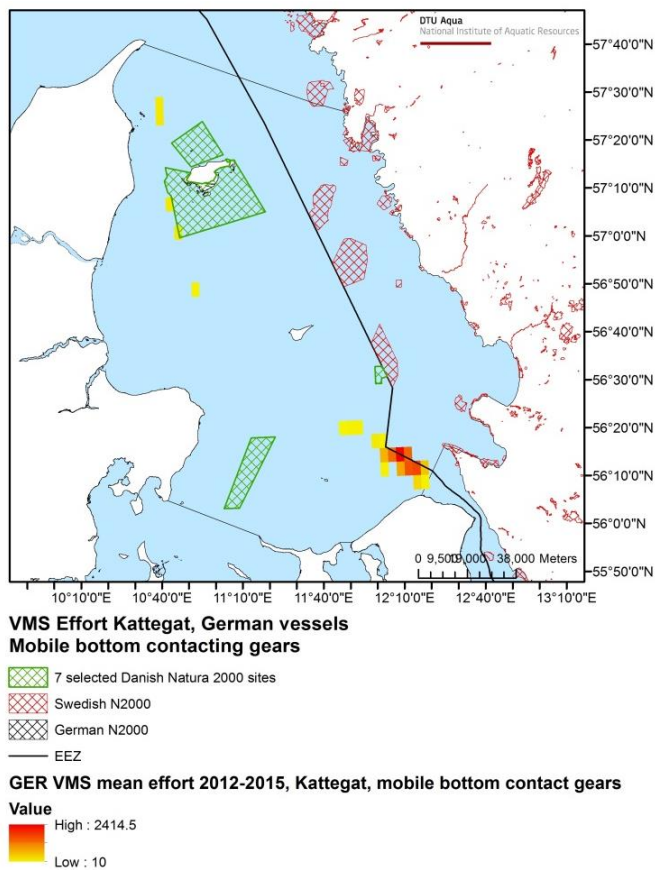 DTU Aqua
National Institute of Aquatic Resources
57°40'0"N
57°30'0"N
57°20'0"N
57°10'0"N
57°0'0"N
56°50'0"N
56°40'0"N
56°30'0"N
56°20'0"N
56°10'0"N
56°0'0"N
55°50'0"N
0 9,500 19,000 38,000 Meters
10°10'0"E 10°40'0"E 11°10'0"E 11°40'0"E 12°10'0"E 12°40'0"E 13°10'0"E
VMS Effort Kattegat, German vessels
Mobile bottom contacting gears
7 selected Danish Natura 2000 sites
Swedish N2000
German N2000
EEZ
GER VMS mean effort 2012-2015, Kattegat, mobile bottom contact gears
Value
High : 2414.5
Low : 10